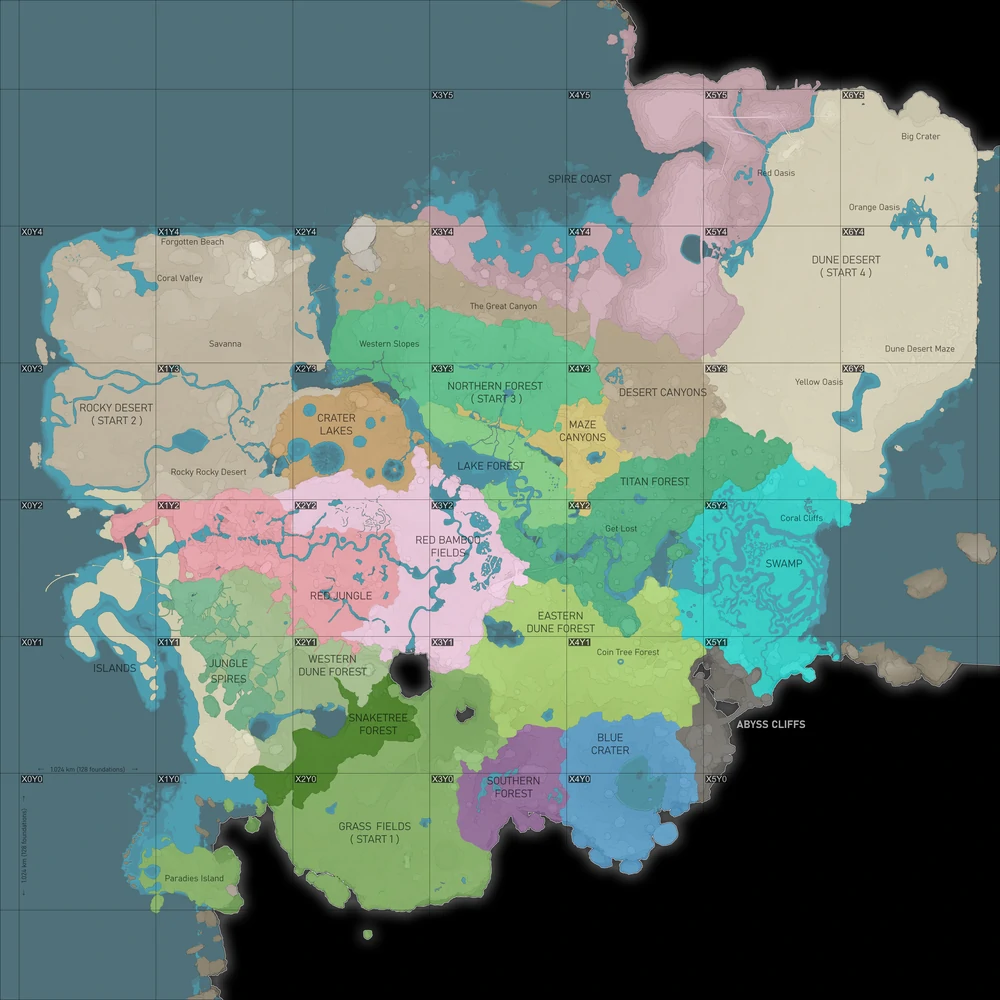 X3Y5
X4Y5
X5Y5
X6Y5
Big Crater
Red Oasis
SPIRE COAST
Orange Oasis
X0Y4
X1Y4
X2Y4
X3Y4
X4Y4
X5Y4
X6Y4
Forgotten Beach
DUNE DESERT
( START 4 )
Coral Valley
The Great Canyon
Savanna
Western Slopes
Dune Desert Maze
X0Y3
X1Y3
X2Y3
X3Y3
X4Y3
X5Y3
X6Y3
Yellow Oasis
NORTHERN FOREST
( START 3 )
DESERT CANYONS
ROCKY DESERT
( START 2 )
CRATER
LAKES
MAZE
CANYONS
LAKE FOREST
Rocky Rocky Desert
TITAN FOREST
X0Y2
X1Y2
X2Y2
X3Y2
X4Y2
X5Y2
Coral Cliffs
Get Lost
RED BAMBOO
FIELDS
SWAMP
RED JUNGLE
EASTERN
DUNE FOREST
X0Y1
X1Y1
X2Y1
X3Y1
X4Y1
X5Y1
Coin Tree Forest
ISLANDS
JUNGLE
SPIRES
WESTERN
DUNE FOREST
SNAKETREE
FOREST
ABYSS CLIFFS
BLUE
CRATER
1.024 km (128 foundations)
X0Y0
X1Y0
X2Y0
X3Y0
X4Y0
X5Y0
SOUTHERN
FOREST
1.024 km (128 foundations)
GRASS FIELDS
( START 1 )
Paradies Island